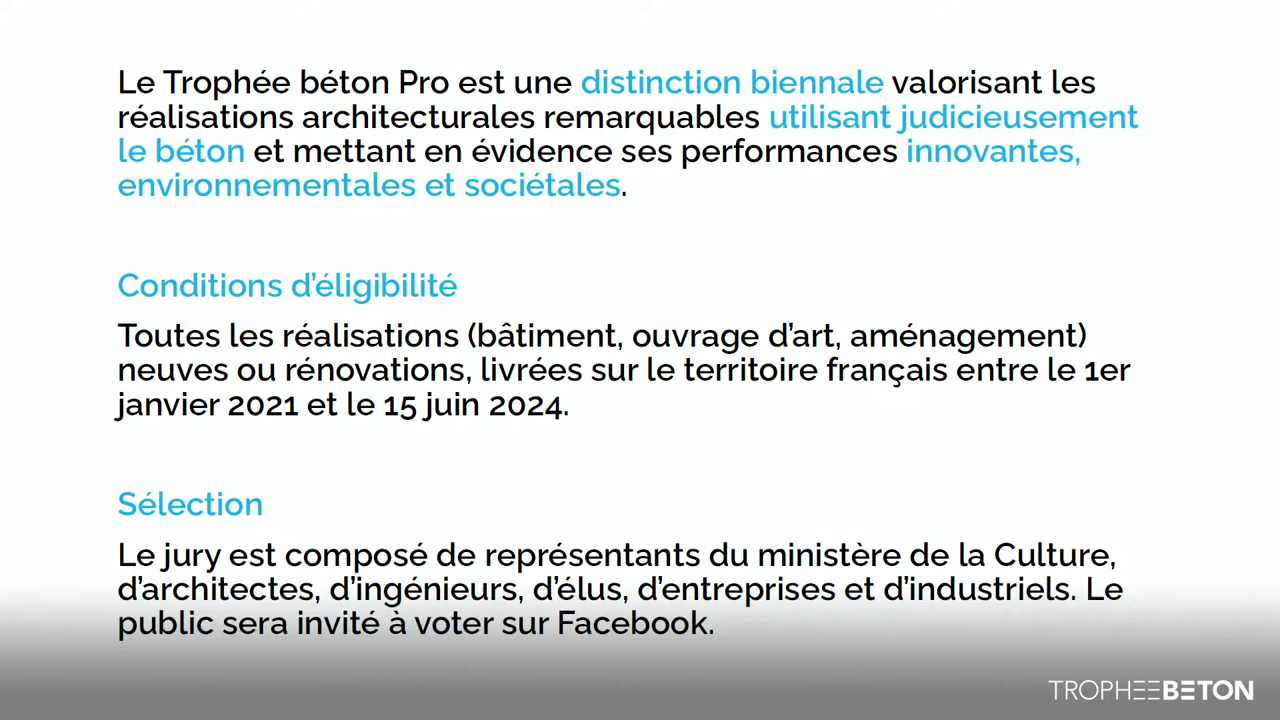 Le Trophée béton Pro est une distinction biennale valorisant les
réalisations architecturales remarquables utilisant judicieusement
le béton et mettant en évidence ses performances innovantes,
environnementales et sociétales.
Conditions d’éligibilité
Toutes les réalisations (bâtiment, ouvrage d’art, aménagement)
neuves ou rénovations, livrées sur le territoire français entre le 1er
janvier 2021 et le 15 juin 2024.
Sélection
Le jury est composé de représentants du ministère de la Culture,
d’architectes, d’ingénieurs, d’élus, d’entreprises et d’industriels. Le
public sera invité à voter sur Facebook.
TROPHEEBETON